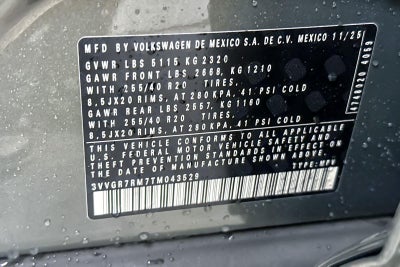 MFD BY VOLKSWAGEN DE MEXICO S.A. DE C.V. MEXICO 11/25
GVWR LBS 5115 KG 2320
GAWR FRONT LBS 2668, KG 1210
WITH 255/40 R20 TIRES,
8,5JX20 RIMS, AT 280 KPA, 41 PSI COLD
GAWR REAR LBS 2557, KG 1160
WITH 255/40 R20 TIRES,
8,5JX20 RIMS, AT 280 KPA, 41 PSI COLD
THIS VEHICLE CONFORMS TO ALL APPLICABLE
U.S. FEDERAL MOTOR VEHICLE SAFETY AND
THEFT PREVENTION STANDARDS IN EFFECT ON THE
DATE OF MANUFACTURE SHOWN ABOVE.
3VVGR7RM7TM043529